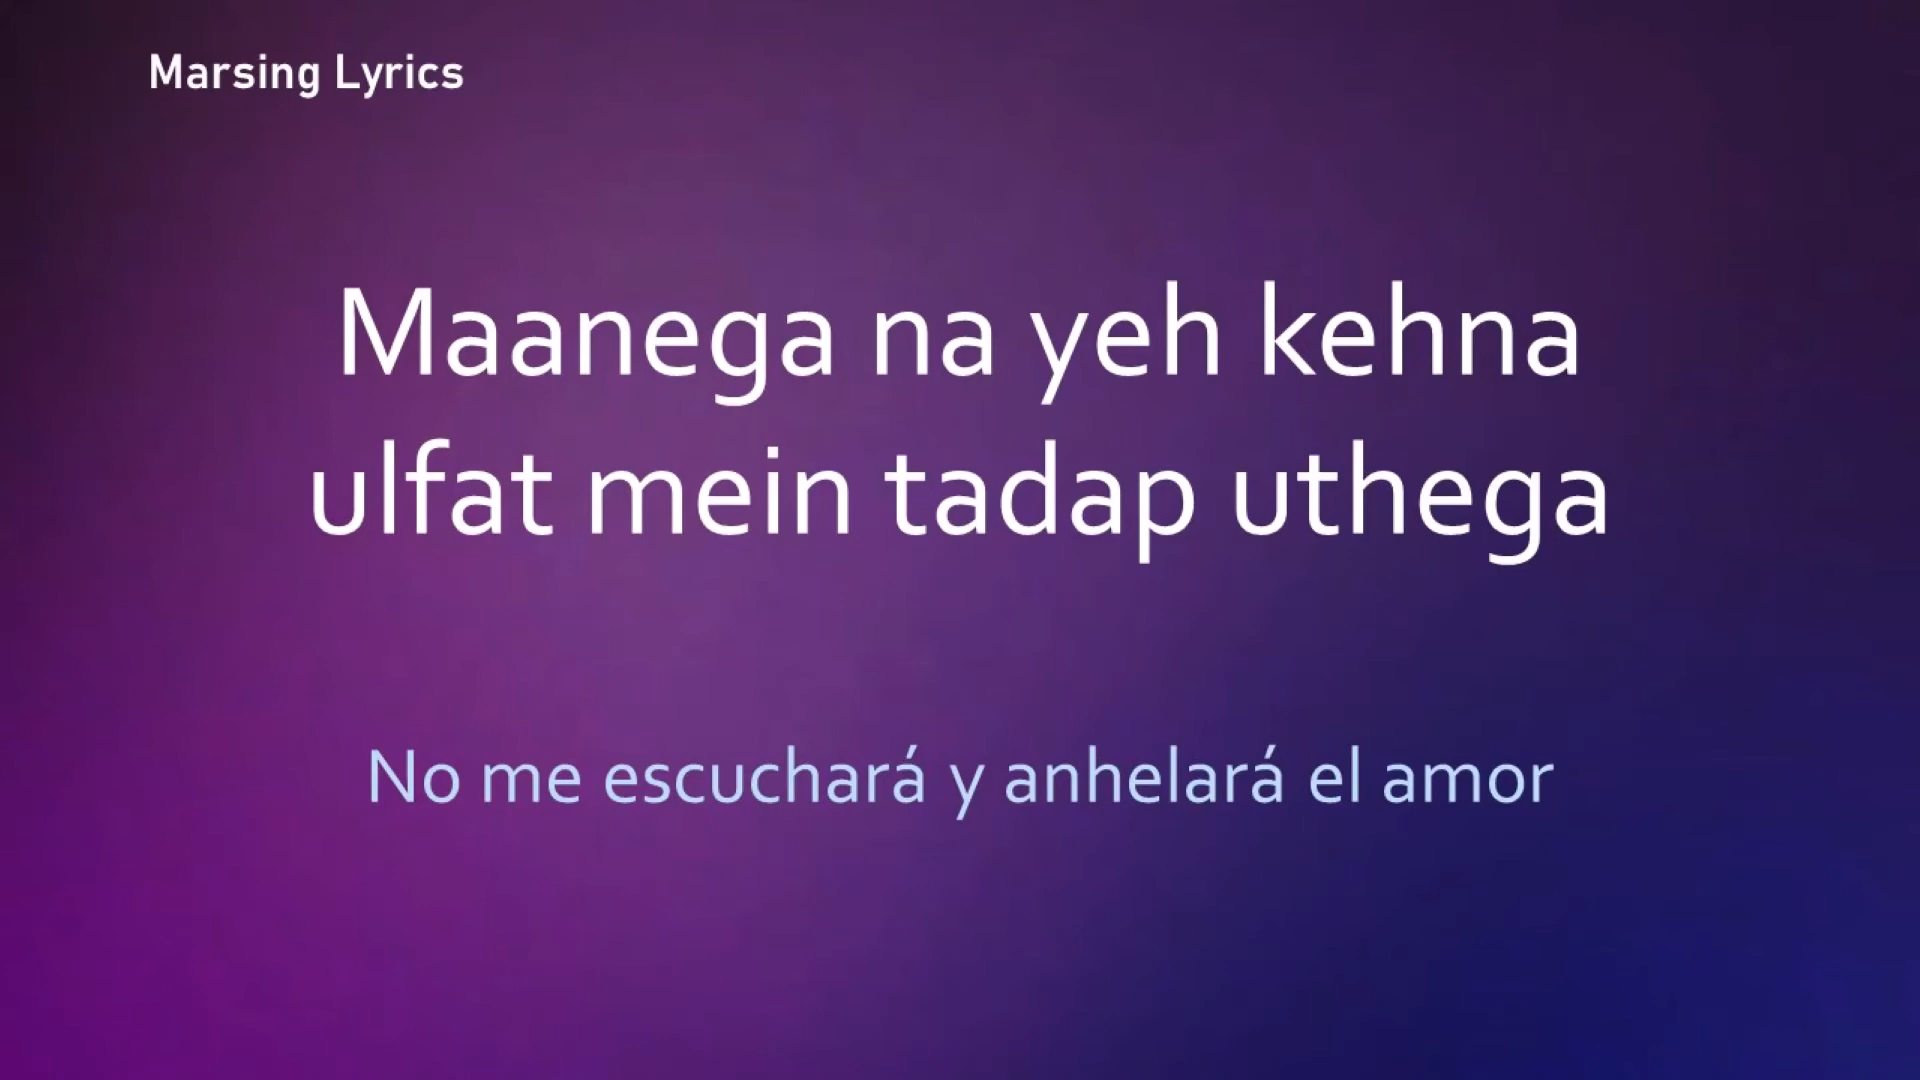 Marsing Lyrics
Maanega na yeh kehna
ulfat mein tadap uthega
No me escuchará y anhelará el amor